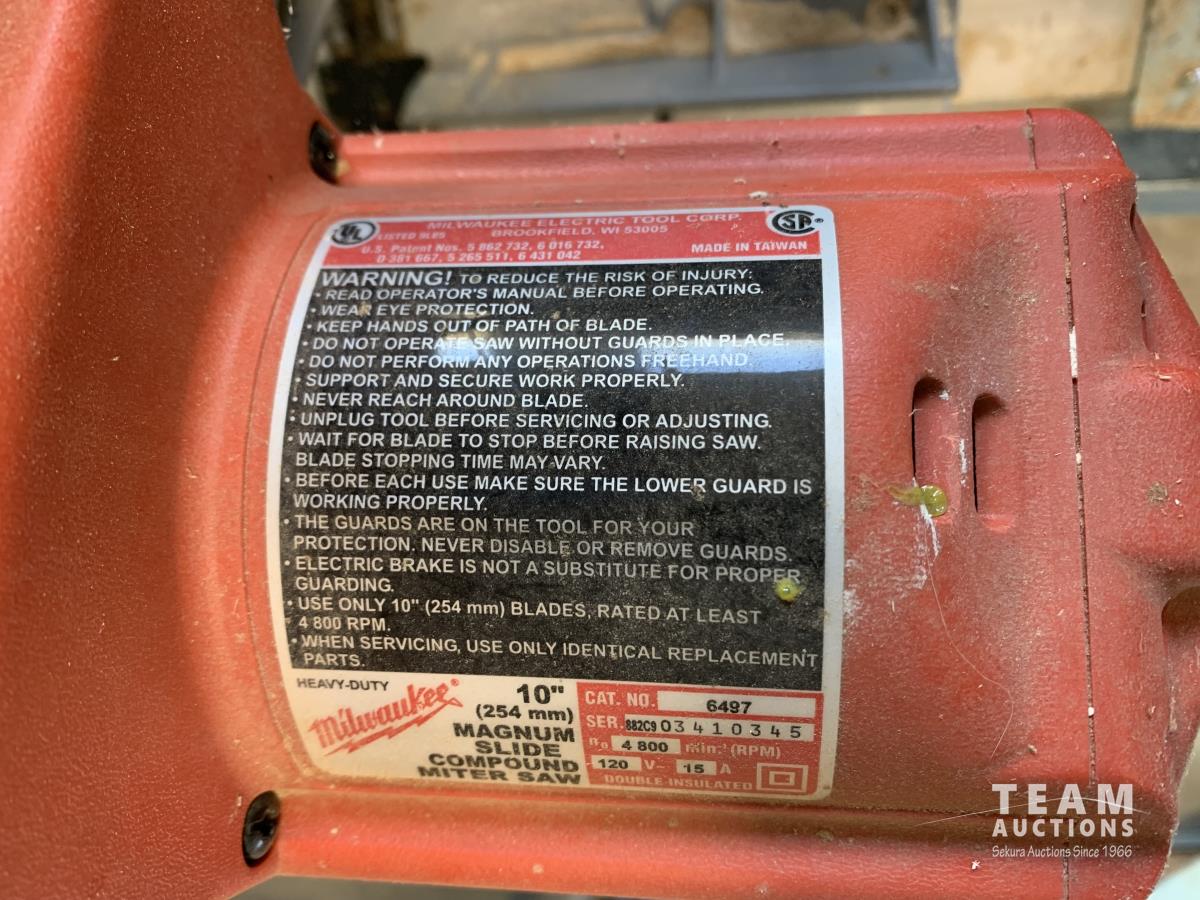 UL
LISTED 9L85
MILWAUKEE ELECTRIC TOOL CORP.
BROOKFIELD, WI 53005
U.S. Patent Nos. 5 862 732, 6 016 732,
D 381 667, 5 265 511, 6 431 042
SA
MADE IN TAIWAN
WARNING! TO REDUCE THE RISK OF INJURY:
• READ OPERATOR'S MANUAL BEFORE OPERATING.
• WEAR EYE PROTECTION.
• KEEP HANDS OUT OF PATH OF BLADE.
• DO NOT OPERATE SAW WITHOUT GUARDS IN PLACE.
• DO NOT PERFORM ANY OPERATIONS FREEHAND.
• SUPPORT AND SECURE WORK PROPERLY.
• NEVER REACH AROUND BLADE.
• UNPLUG TOOL BEFORE SERVICING OR ADJUSTING.
• WAIT FOR BLADE TO STOP BEFORE RAISING SAW.
BLADE STOPPING TIME MAY VARY.
• BEFORE EACH USE MAKE SURE THE LOWER GUARD IS
WORKING PROPERLY.
• THE GUARDS ARE ON THE TOOL FOR YOUR
PROTECTION. NEVER DISABLE OR REMOVE GUARDS.
• ELECTRIC BRAKE IS NOT A SUBSTITUTE FOR PROPER
GUARDING.
• USE ONLY 10" (254 mm) BLADES, RATED AT LEAST
4 800 RPM.
• WHEN SERVICING, USE ONLY IDENTICAL REPLACEMENT
PARTS.
HEAVY-DUTY
Milwaukee
10"
(254 mm)
MAGNUM
SLIDE
COMPOUND
MITER SAW
CAT. NO. 6497
SER. 882C9 03410345
n₀ 4 800 min.⁻¹ (RPM)
120 V~ 15 A
DOUBLE-INSULATED
TEAM
AUCTIONS
Sekura Auctions Since 1966